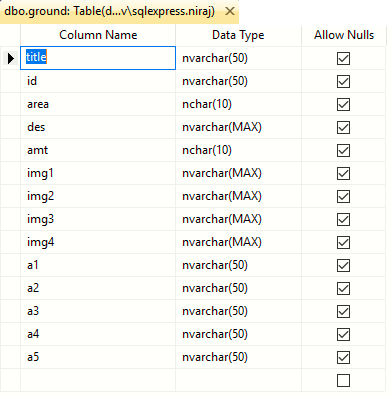 dbo.ground: Table(d...v\sqlexpress.niraj)
Column Name Data Type Allow Nulls
title nvarchar(50)
id nvarchar(50)
area nchar(10)
des nvarchar(MAX)
amt nchar(10)
img1 nvarchar(MAX)
img2 nvarchar(MAX)
img3 nvarchar(MAX)
img4 nvarchar(MAX)
a1 nvarchar(50)
a2 nvarchar(50)
a3 nvarchar(50)
a4 nvarchar(50)
a5 nvarchar(50)